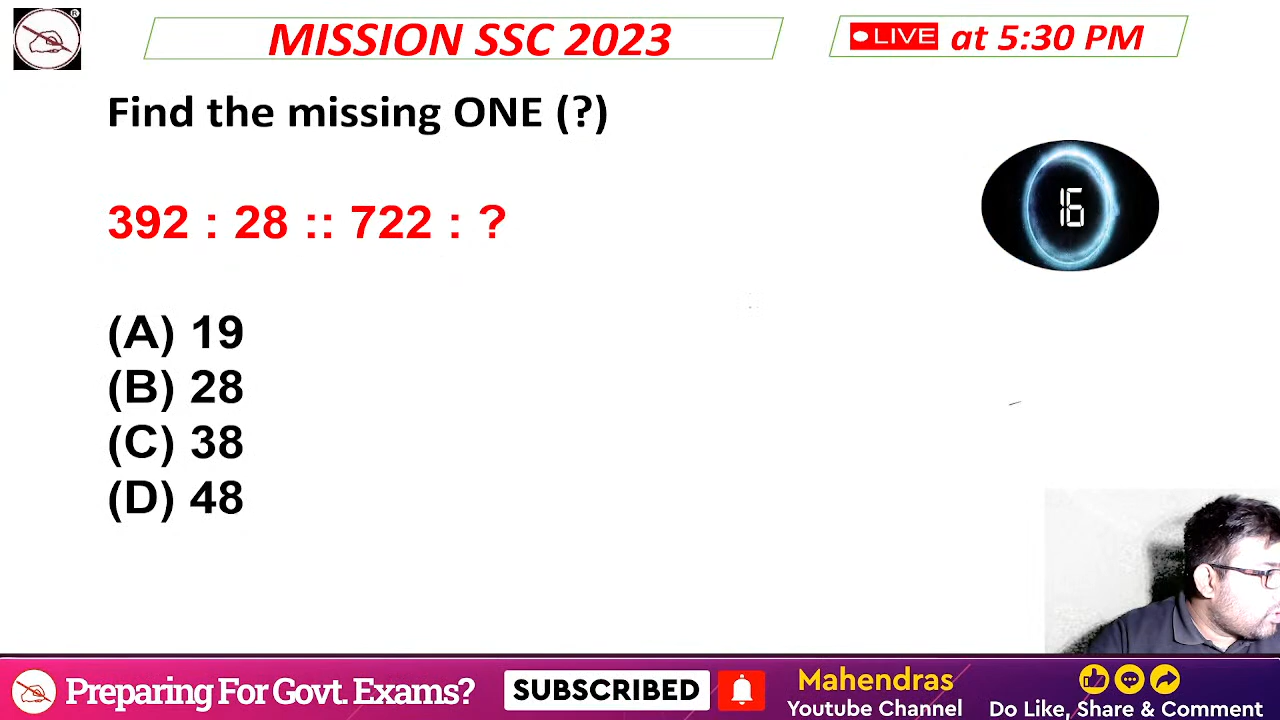 MISSION SSC 2023
LIVE at 5:30 PM
Find the missing ONE (?)
16
392 : 28 :: 722 : ?
(A) 19
(B) 28
(C) 38
(D) 48
Preparing For Govt. Exams?
SUBSCRIBED
Mahendras
Youtube Channel
Do Like, Share & Comment